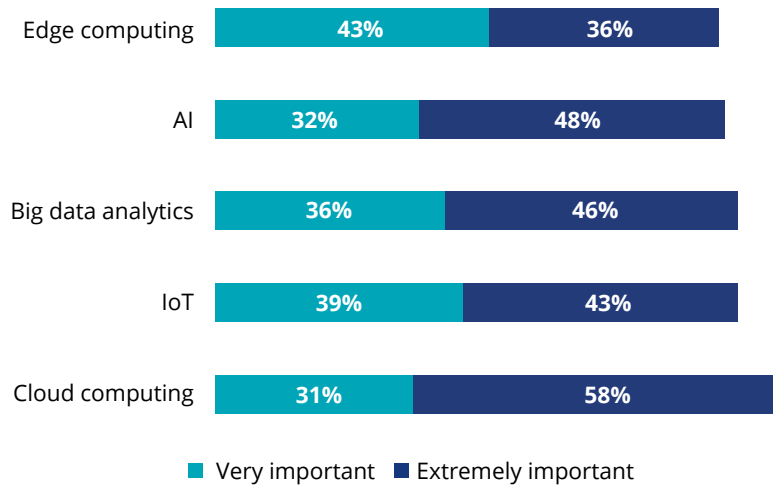 Edge computing 43% 36%
AI 32% 48%
Big data analytics 36% 46%
IoT 39% 43%
Cloud computing 31% 58%
Very important Extremely important